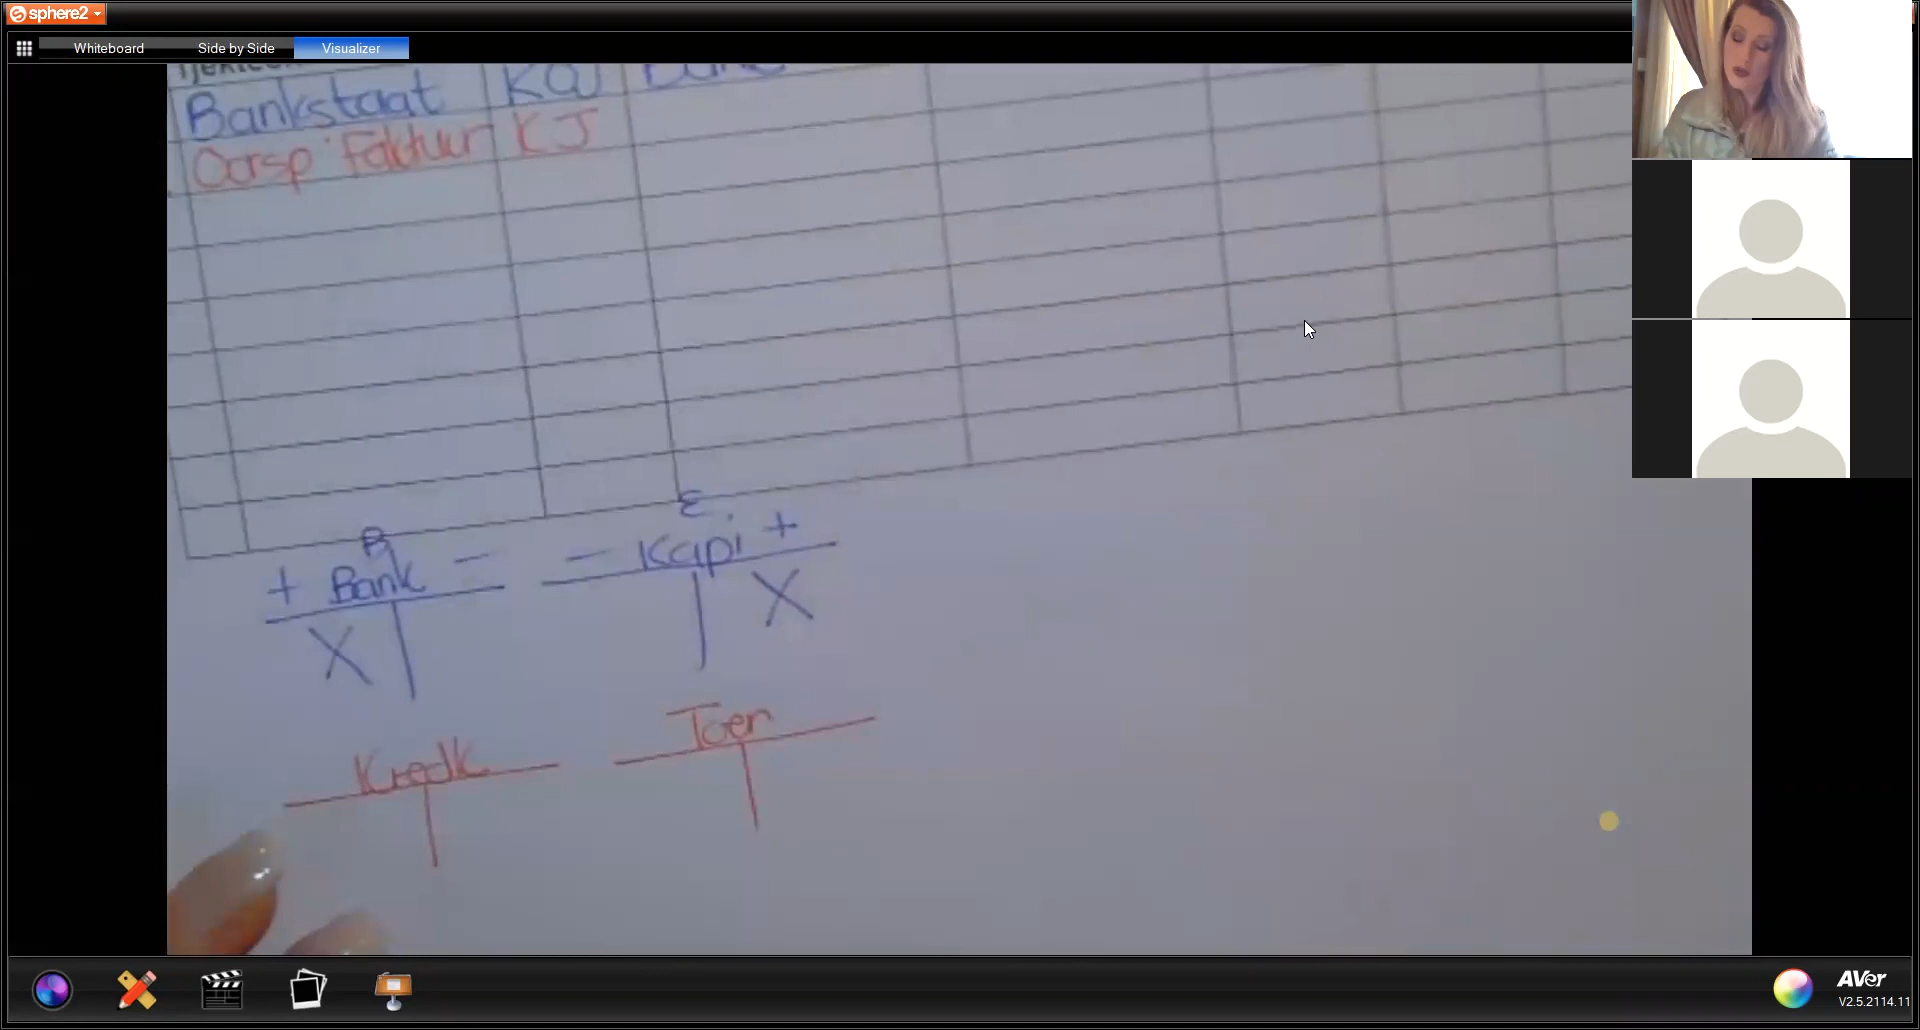 sphere2
Whiteboard Side by Side Visualizer
Bankstaat KOJ
Oorsp. Faktuur KJ
B E
+ Bank - - Kapi +
X X
Kredk Toer
AVer
V2.5.2114.11